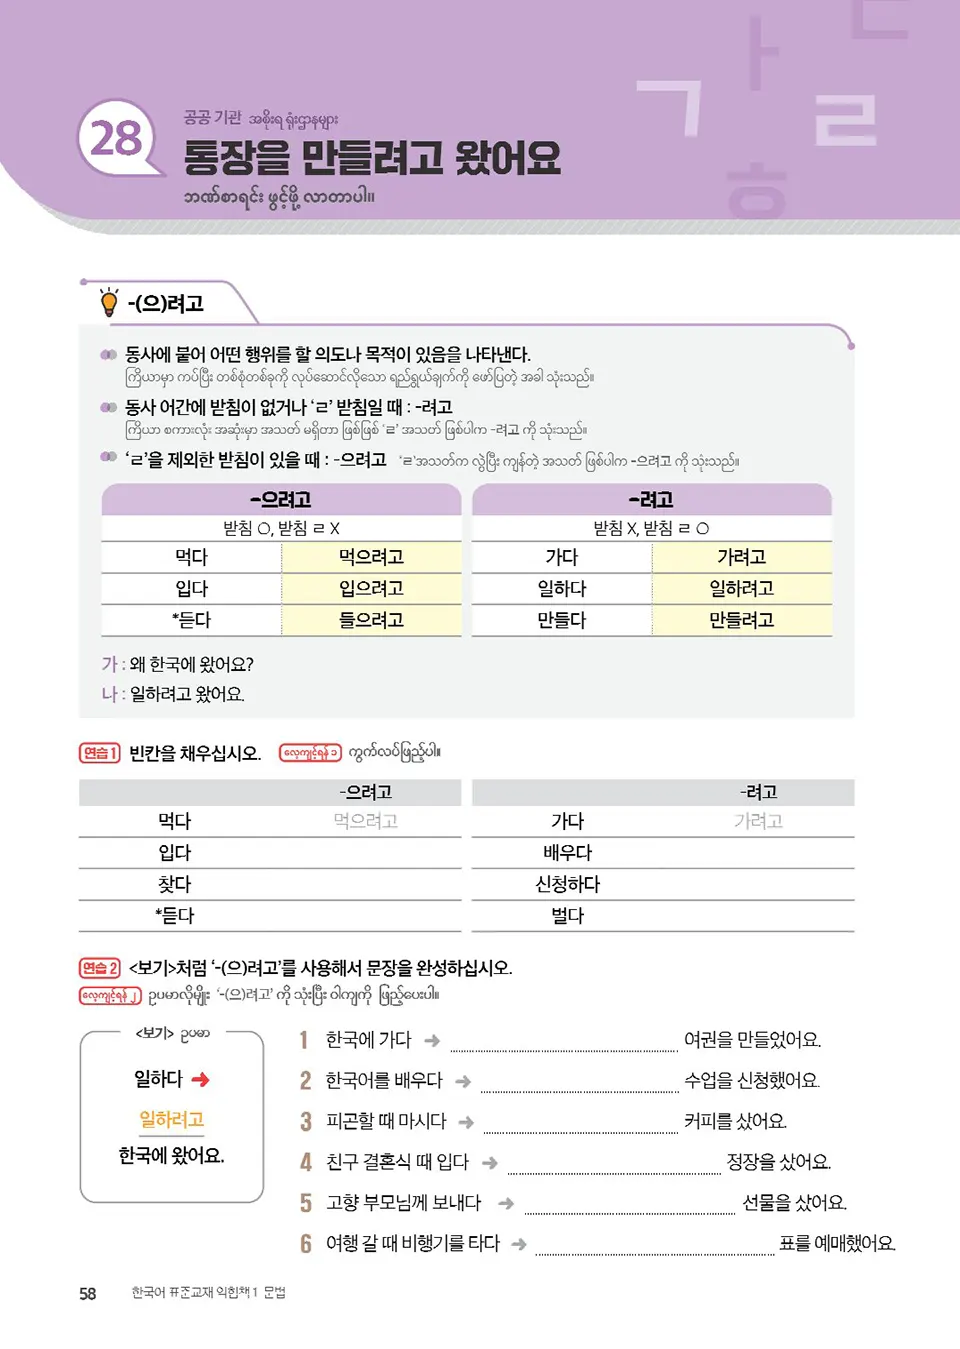 28
공공 기관 အစိုးရ ရုံးဌာနများ
통장을 만들려고 왔어요
ဘဏ်စာရင်း ဖွင့်ဖို့ လာတာပါ။
ㄱ ㅏ ㄷ ㄹ ㅎ
-(으)려고
동사에 붙어 어떤 행위를 할 의도나 목적이 있음을 나타낸다.
ကြိယာမှာ ကပ်ပြီး တစ်စုံတစ်ခုကို လုပ်ဆောင်လိုသော ရည်ရွယ်ချက်ကို ဖော်ပြတဲ့ အခါ သုံးသည်။
동사 어간에 받침이 없거나 ‘ㄹ’ 받침일 때 : -려고
ကြိယာ စကားလုံး အဆုံးမှာ အသတ် မရှိတာ ဖြစ်ဖြစ် ‘ㄹ’ အသတ် ဖြစ်ပါက -려고 ကို သုံးသည်။
‘ㄹ’을 제외한 받침이 있을 때 : -으려고 ‘ㄹ’အသတ်က လွဲပြီး ကျန်တဲ့ အသတ် ဖြစ်ပါက -으려고 ကို သုံးသည်။
-으려고 -려고
받침 O, 받침 ㄹ X 받침 X, 받침 ㄹ O
먹다 먹으려고 가다 가려고
입다 입으려고 일하다 일하려고
*듣다 들으려고 만들다 만들려고
가 : 왜 한국에 왔어요?
나 : 일하려고 왔어요.
연습 1 빈칸을 채우십시오. လေ့ကျင့်ရန် ၁ ကွက်လပ်ဖြည့်ပါ။
-으려고 -려고
먹다 먹으려고 가다 가려고
입다 배우다
찾다 신청하다
*듣다 벌다
연습 2 <보기>처럼 ‘-(으)려고’를 사용해서 문장을 완성하십시오.
လေ့ကျင့်ရန် ၂ ဥပမာလိုမျိုး ‘-(으)려고’ ကို သုံးပြီး ဝါကျကို ဖြည့်ပေးပါ။
<보기> ဥပမာ
일하다 ➜
일하려고
한국에 왔어요.
1 한국에 가다 ➜ 여권을 만들었어요.
2 한국어를 배우다 ➜ 수업을 신청했어요.
3 피곤할 때 마시다 ➜ 커피를 샀어요.
4 친구 결혼식 때 입다 ➜ 정장을 샀어요.
5 고향 부모님께 보내다 ➜ 선물을 샀어요.
6 여행 갈 때 비행기를 타다 ➜ 표를 예매했어요.
58 한국어 표준교재 익힘책 1 문법